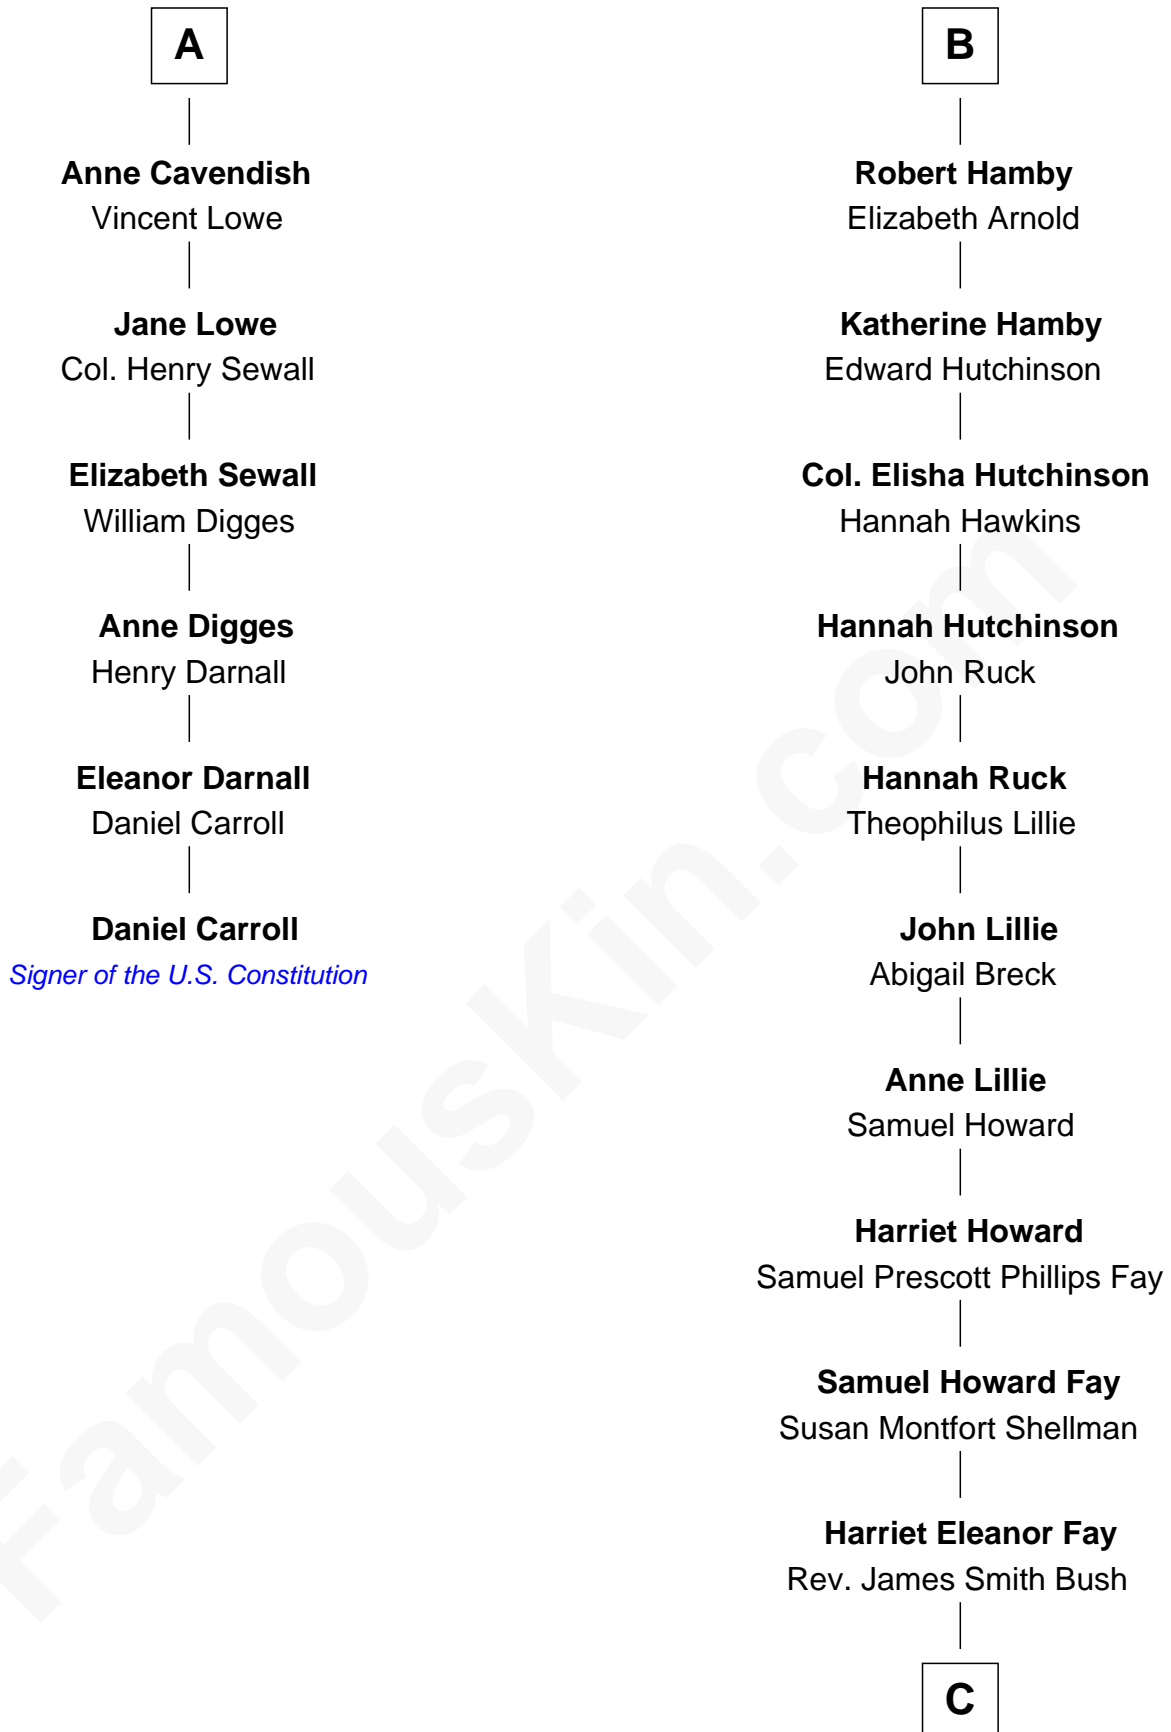 A
Anne Cavendish
Vincent Lowe
Jane Lowe
Col. Henry Sewall
Elizabeth Sewall
William Digges
Anne Digges
Henry Darnall
Eleanor Darnall
Daniel Carroll
Daniel Carroll
Signer of the U.S. Constitution
B
Robert Hamby
Elizabeth Arnold
Katherine Hamby
Edward Hutchinson
Col. Elisha Hutchinson
Hannah Hawkins
Hannah Hutchinson
John Ruck
Hannah Ruck
Theophilus Lillie
John Lillie
Abigail Breck
Anne Lillie
Samuel Howard
Harriet Howard
Samuel Prescott Phillips Fay
Samuel Howard Fay
Susan Montfort Shellman
Harriet Eleanor Fay
Rev. James Smith Bush
C
FamousKin.com